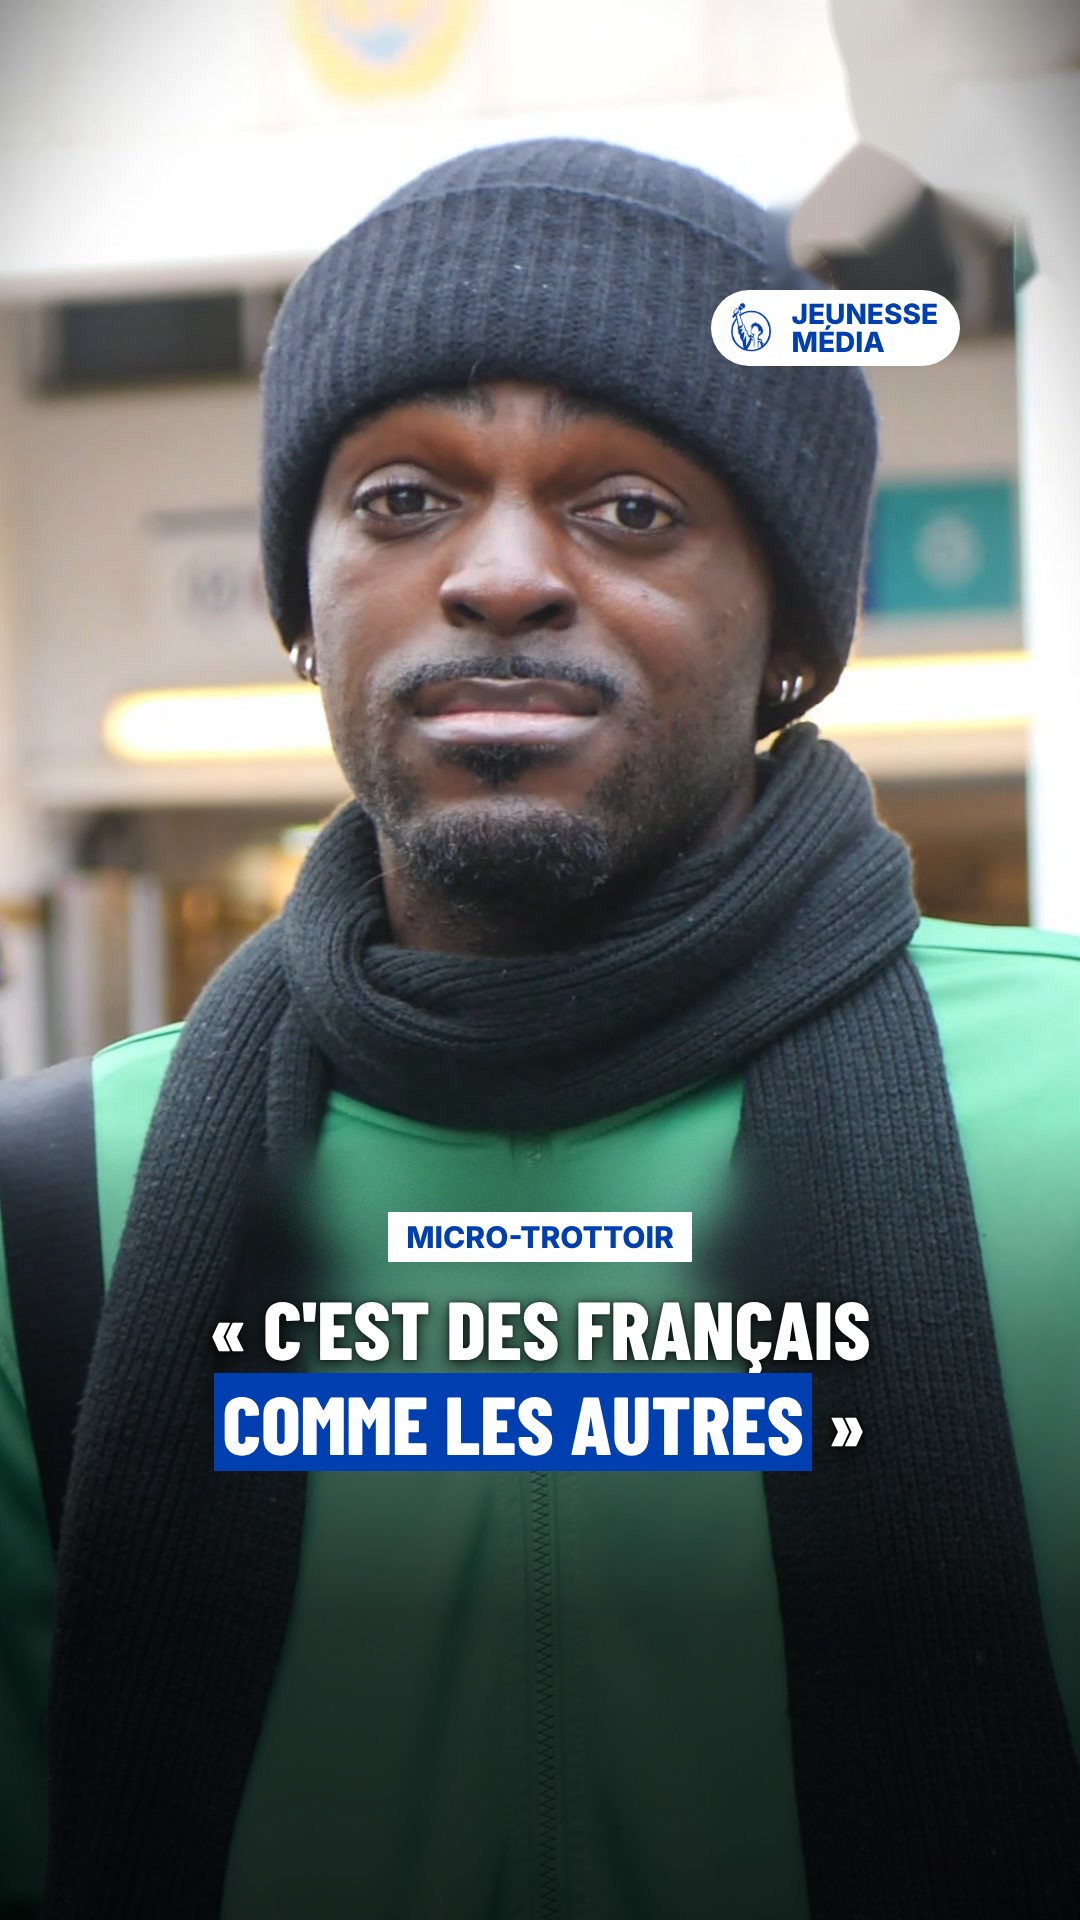 JEUNESSE
MÉDIA
MICRO-TROTTOIR
« C'EST DES FRANÇAIS
COMME LES AUTRES »